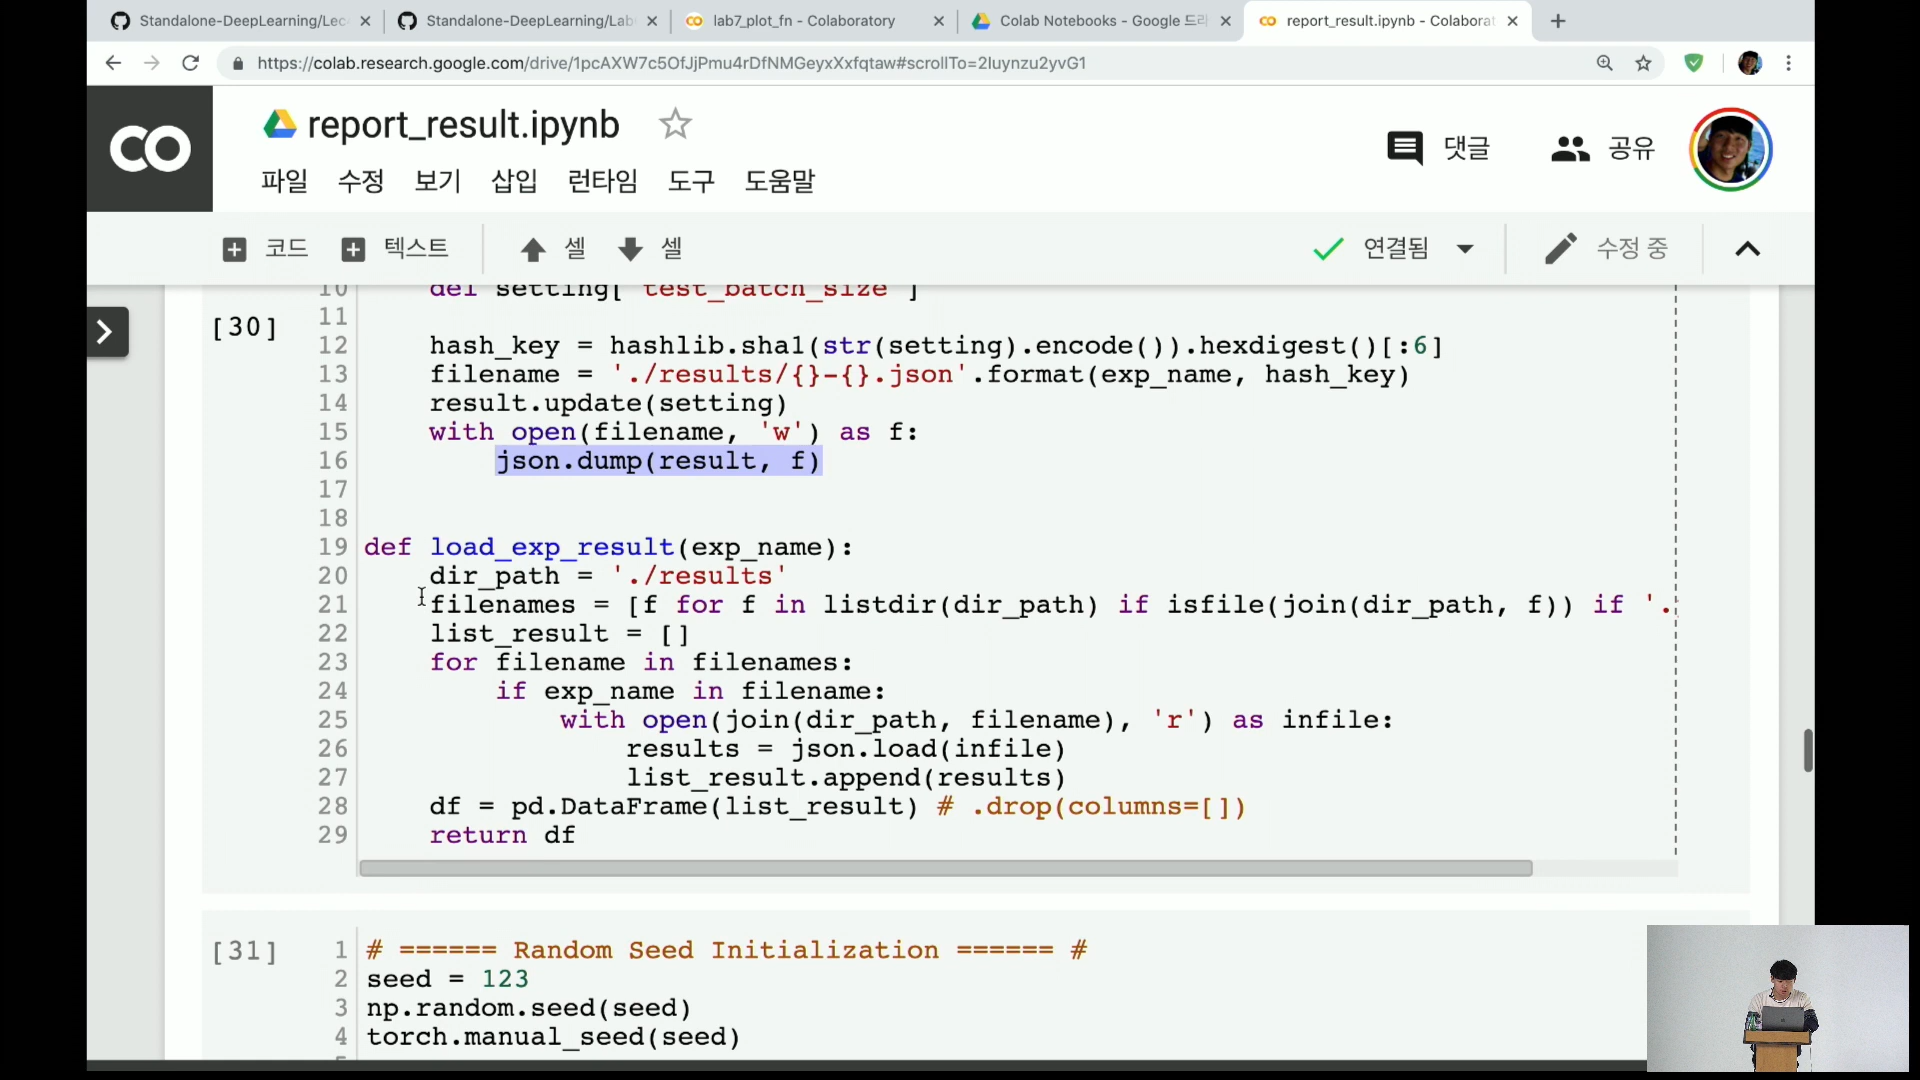 Standalone-DeepLearning/Lec
Standalone-DeepLearning/Lab
lab7_plot_fn - Colaboratory
Colab Notebooks - Google 드라
report_result.ipynb - Colaborat
https://colab.research.google.com/drive/1pcAXW7c5OfJjPmu4rDfNMGeyxXxfqtaw#scrollTo=2Iuynzu2yvG1
CO
report_result.ipynb
댓글
공유
파일 수정 보기 삽입 런타임 도구 도움말
코드 텍스트 셀 셀
연결됨
수정 중
10 del setting['test_batch_size']
[30]
11
12 hash_key = hashlib.sha1(str(setting).encode()).hexdigest()[:6]
13 filename = './results/{}-{}.json'.format(exp_name, hash_key)
14 result.update(setting)
15 with open(filename, 'w') as f:
16 json.dump(result, f)
17
18
19 def load_exp_result(exp_name):
20 dir_path = './results'
21 filenames = [f for f in listdir(dir_path) if isfile(join(dir_path, f)) if '.
22 list_result = []
23 for filename in filenames:
24 if exp_name in filename:
25 with open(join(dir_path, filename), 'r') as infile:
26 results = json.load(infile)
27 list_result.append(results)
28 df = pd.DataFrame(list_result) # .drop(columns=[])
29 return df
[31]
1 # ====== Random Seed Initialization ====== #
2 seed = 123
3 np.random.seed(seed)
4 torch.manual_seed(seed)